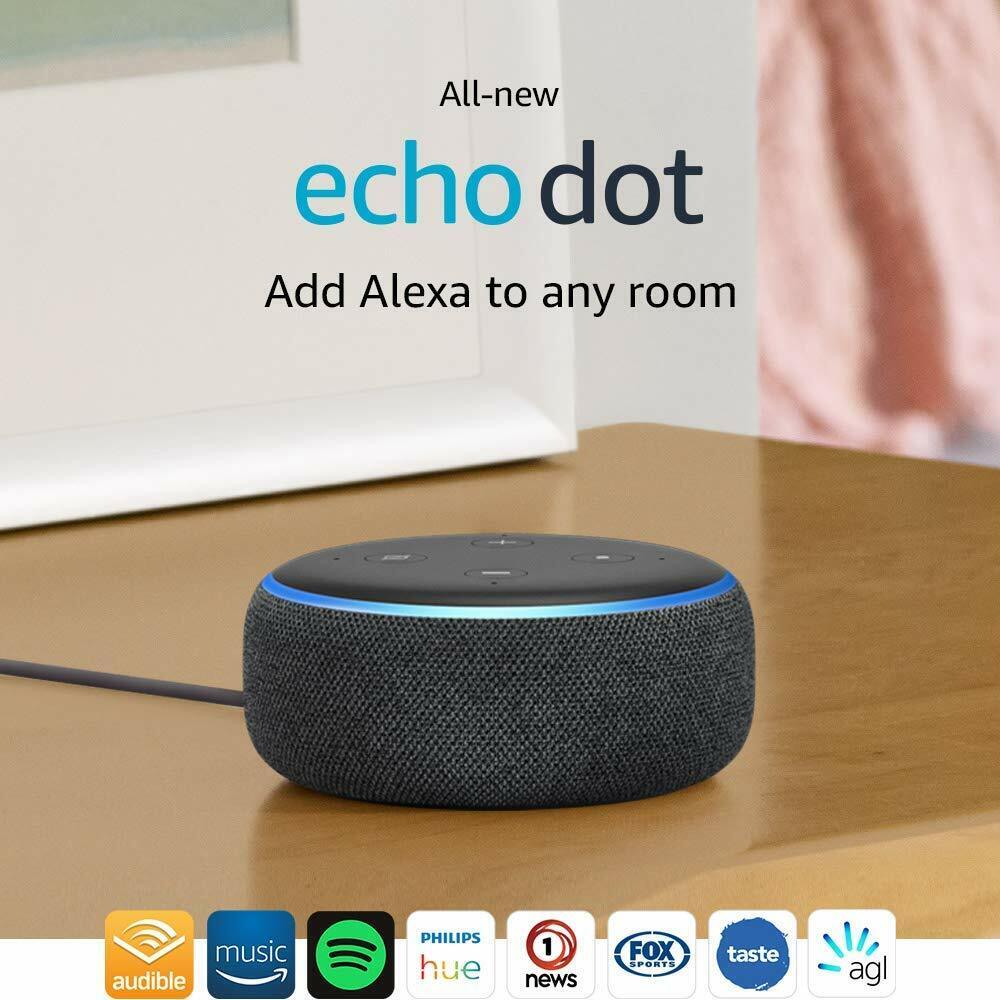 All-new
echo dot
Add Alexa to any room
audible
music
PHILIPS
hue
1
news
FOX
SPORTS
taste
agl